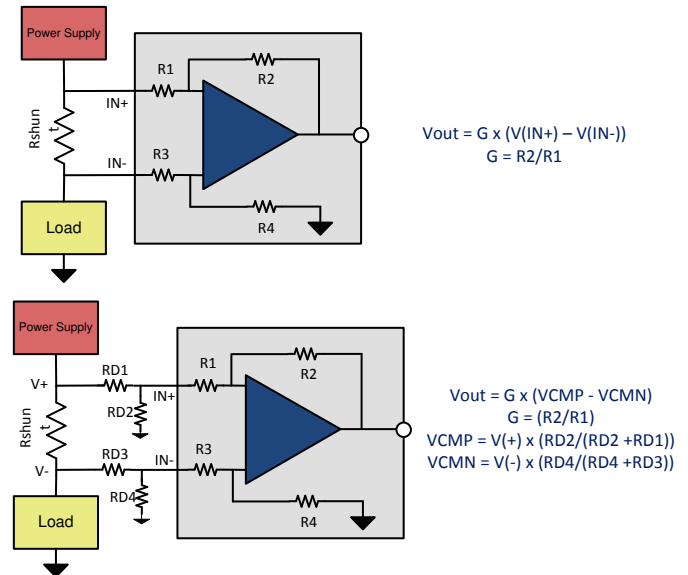 Power Supply
R1
R2
IN+
Rshun
t
IN-
R3
R4
Load
Vout = G x (V(IN+) – V(IN-))
G = R2/R1
Power Supply
V+
RD1
R1
R2
IN+
RD2
Rshun
t
RD3
IN-
R3
V-
RD4
R4
Load
Vout = G x (VCMP - VCMN)
G = (R2/R1)
VCMP = V(+) x (RD2/(RD2 +RD1))
VCMN = V(-) x (RD4/(RD4 +RD3))